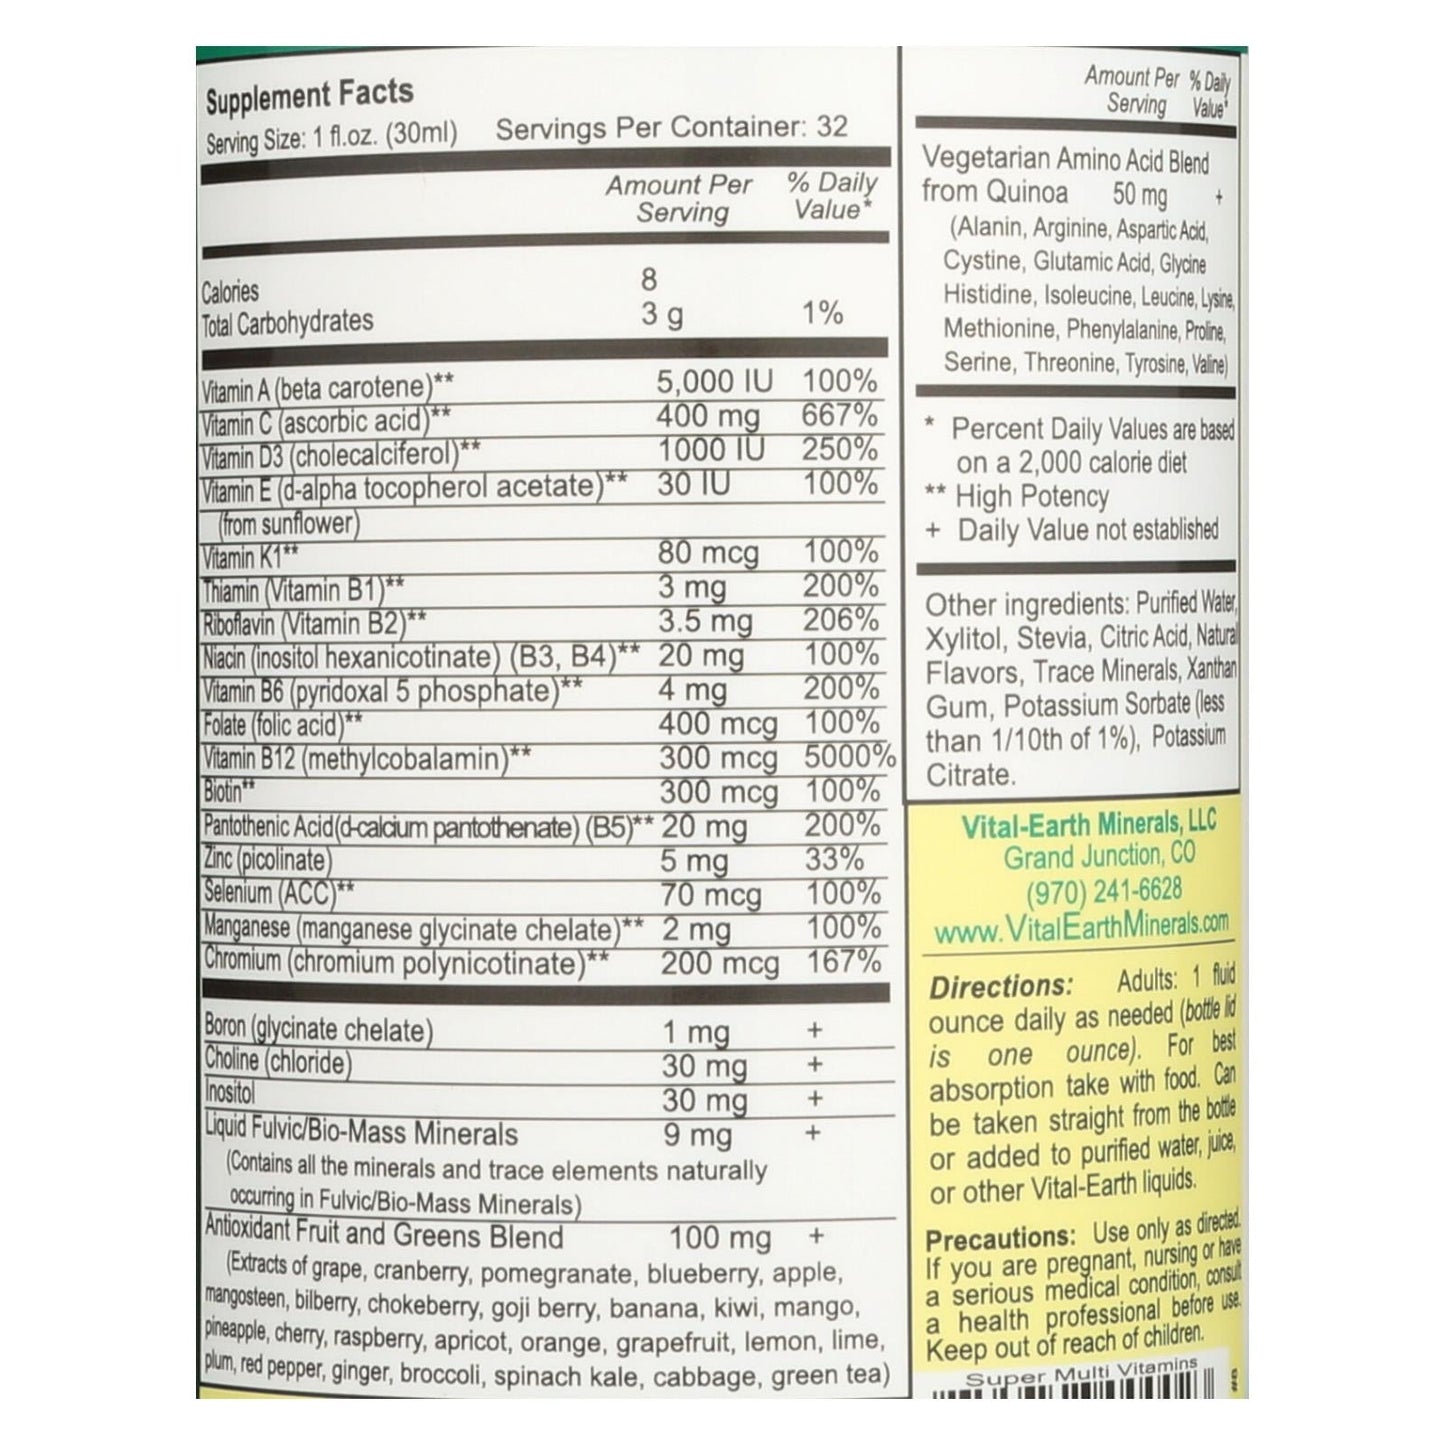 Supplement Facts
Serving Size: 1 fl.oz. (30ml) Servings Per Container: 32
Amount Per % Daily
Serving Value*
Calories 8
Total Carbohydrates 3 g 1%
Vitamin A (beta carotene)** 5,000 IU 100%
Vitamin C (ascorbic acid)** 400 mg 667%
Vitamin D3 (cholecalciferol)** 1000 IU 250%
Vitamin E (d-alpha tocopherol acetate)** 30 IU 100%
(from sunflower)
Vitamin K1** 80 mcg 100%
Thiamin (Vitamin B1)** 3 mg 200%
Riboflavin (Vitamin B2)** 3.5 mg 206%
Niacin (inositol hexanicotinate) (B3, B4)** 20 mg 100%
Vitamin B6 (pyridoxal 5 phosphate)** 4 mg 200%
Folate (folic acid)** 400 mcg 100%
Vitamin B12 (methylcobalamin)** 300 mcg 5000%
Biotin** 300 mcg 100%
Pantothenic Acid(d-calcium pantothenate) (B5)** 20 mg 200%
Zinc (picolinate) 5 mg 33%
Selenium (ACC)** 70 mcg 100%
Manganese (manganese glycinate chelate)** 2 mg 100%
Chromium (chromium polynicotinate)** 200 mcg 167%
Boron (glycinate chelate) 1 mg +
Choline (chloride) 30 mg +
Inositol 30 mg +
Liquid Fulvic/Bio-Mass Minerals 9 mg +
(Contains all the minerals and trace elements naturally
occurring in Fulvic/Bio-Mass Minerals)
Antioxidant Fruit and Greens Blend 100 mg +
(Extracts of grape, cranberry, pomegranate, blueberry, apple,
mangosteen, bilberry, chokeberry, goji berry, banana, kiwi, mango,
pineapple, cherry, raspberry, apricot, orange, grapefruit, lemon, lime,
plum, red pepper, ginger, broccoli, spinach kale, cabbage, green tea)
Amount Per % Daily
Serving Value*
Vegetarian Amino Acid Blend
from Quinoa 50 mg +
(Alanin, Arginine, Aspartic Acid,
Cystine, Glutamic Acid, Glycine
Histidine, Isoleucine, Leucine, Lysine,
Methionine, Phenylalanine, Proline,
Serine, Threonine, Tyrosine, Valine)
* Percent Daily Values are based
on a 2,000 calorie diet
** High Potency
+ Daily Value not established
Other ingredients: Purified Water,
Xylitol, Stevia, Citric Acid, Natural
Flavors, Trace Minerals, Xanthan
Gum, Potassium Sorbate (less
than 1/10th of 1%), Potassium
Citrate.
Vital-Earth Minerals, LLC
Grand Junction, CO
(970) 241-6628
www.VitalEarthMinerals.com
Directions: Adults: 1 fluid
ounce daily as needed (bottle lid
is one ounce). For best
absorption take with food. Can
be taken straight from the bottle
or added to purified water, juice,
or other Vital-Earth liquids.
Precautions: Use only as directed.
If you are pregnant, nursing or have
a serious medical condition, consult
a health professional before use.
Keep out of reach of children.
Super Multi Vitamins